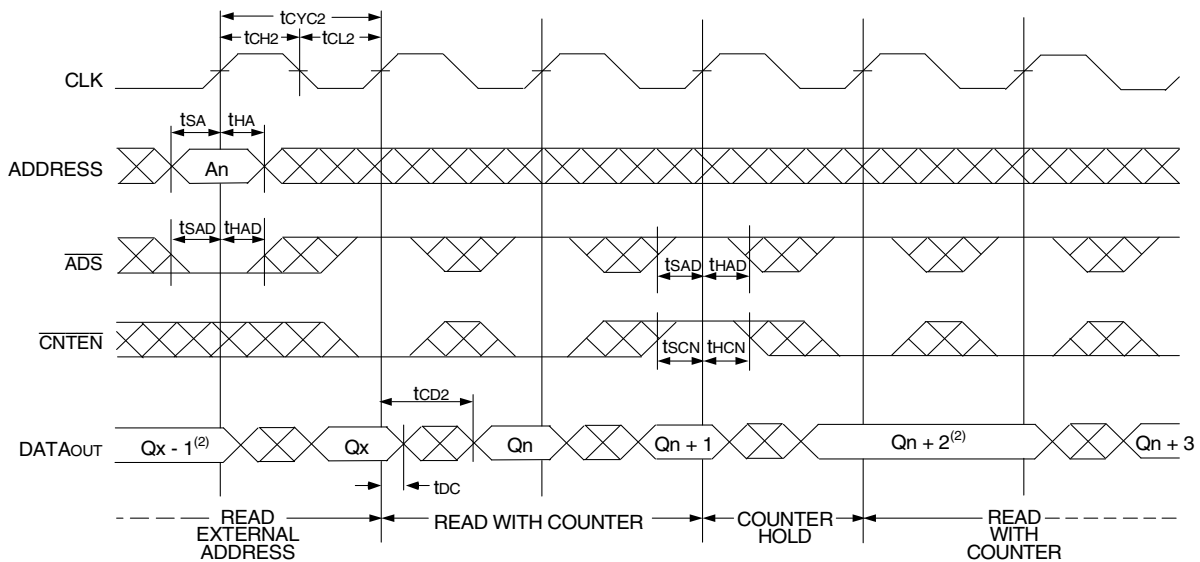 tCYC2
tCH2 tCL2
CLK
tSA tHA
ADDRESS An
tSAD tHAD
ADS
tSAD tHAD
CNTEN
tSCN tHCN
tCD2
DATAOUT Qx - 1(2) Qx Qn Qn + 1 Qn + 2(2) Qn + 3
tDC
READ EXTERNAL ADDRESS
READ WITH COUNTER
COUNTER HOLD
READ WITH COUNTER